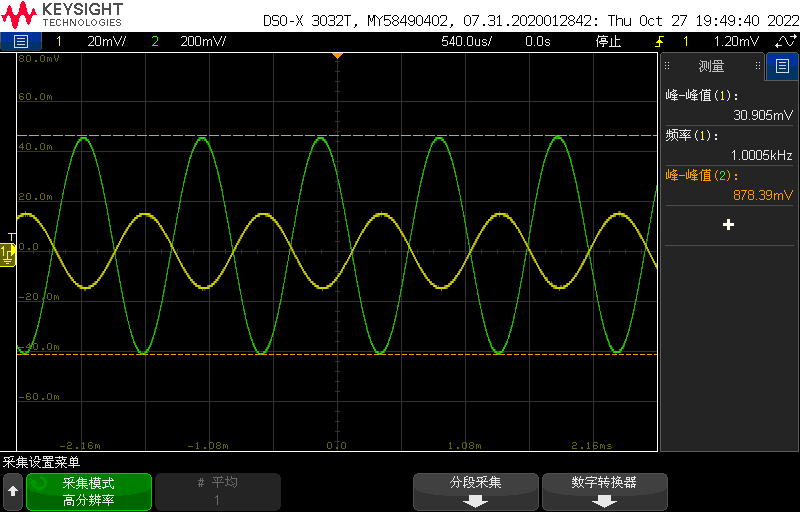 KEYSIGHT
TECHNOLOGIES
DSO-X 3032T, MY58490402, 07.31.2020012842: Thu Oct 27 19:49:40 2022
1 20mV/ 2 200mV/ 540.0us/ 0.0s 停止 1 1.20mV/
80.0mV
60.0m
40.0m
20.0m
T
0.0
1
-20.0m
-40.0m
-60.0m
-2.16m -1.08m 0.0 1.08m 2.16ms
测量
峰-峰值(1):
30.905mV
频率(1):
1.0005kHz
峰-峰值(2):
878.39mV
+
采集设置菜单
采集模式
高分辨率
# 平均
1
分段采集
数字转换器